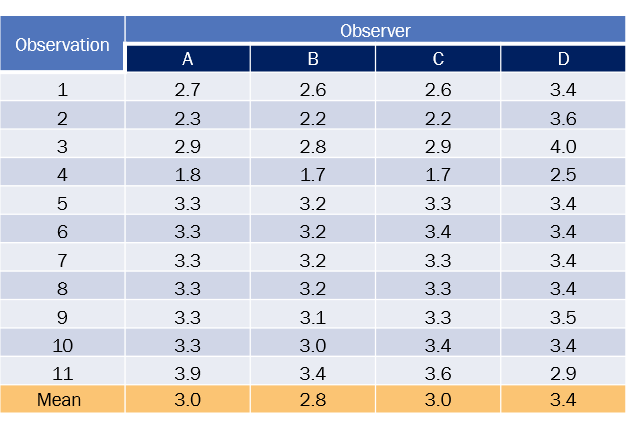 Observation Observer
A B C D
1 2.7 2.6 2.6 3.4
2 2.3 2.2 2.2 3.6
3 2.9 2.8 2.9 4.0
4 1.8 1.7 1.7 2.5
5 3.3 3.2 3.3 3.4
6 3.3 3.2 3.4 3.4
7 3.3 3.2 3.3 3.4
8 3.3 3.2 3.3 3.4
9 3.3 3.1 3.3 3.5
10 3.3 3.0 3.4 3.4
11 3.9 3.4 3.6 2.9
Mean 3.0 2.8 3.0 3.4